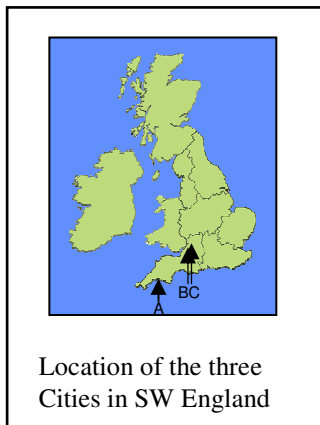 BC
A
Location of the three
Cities in SW England